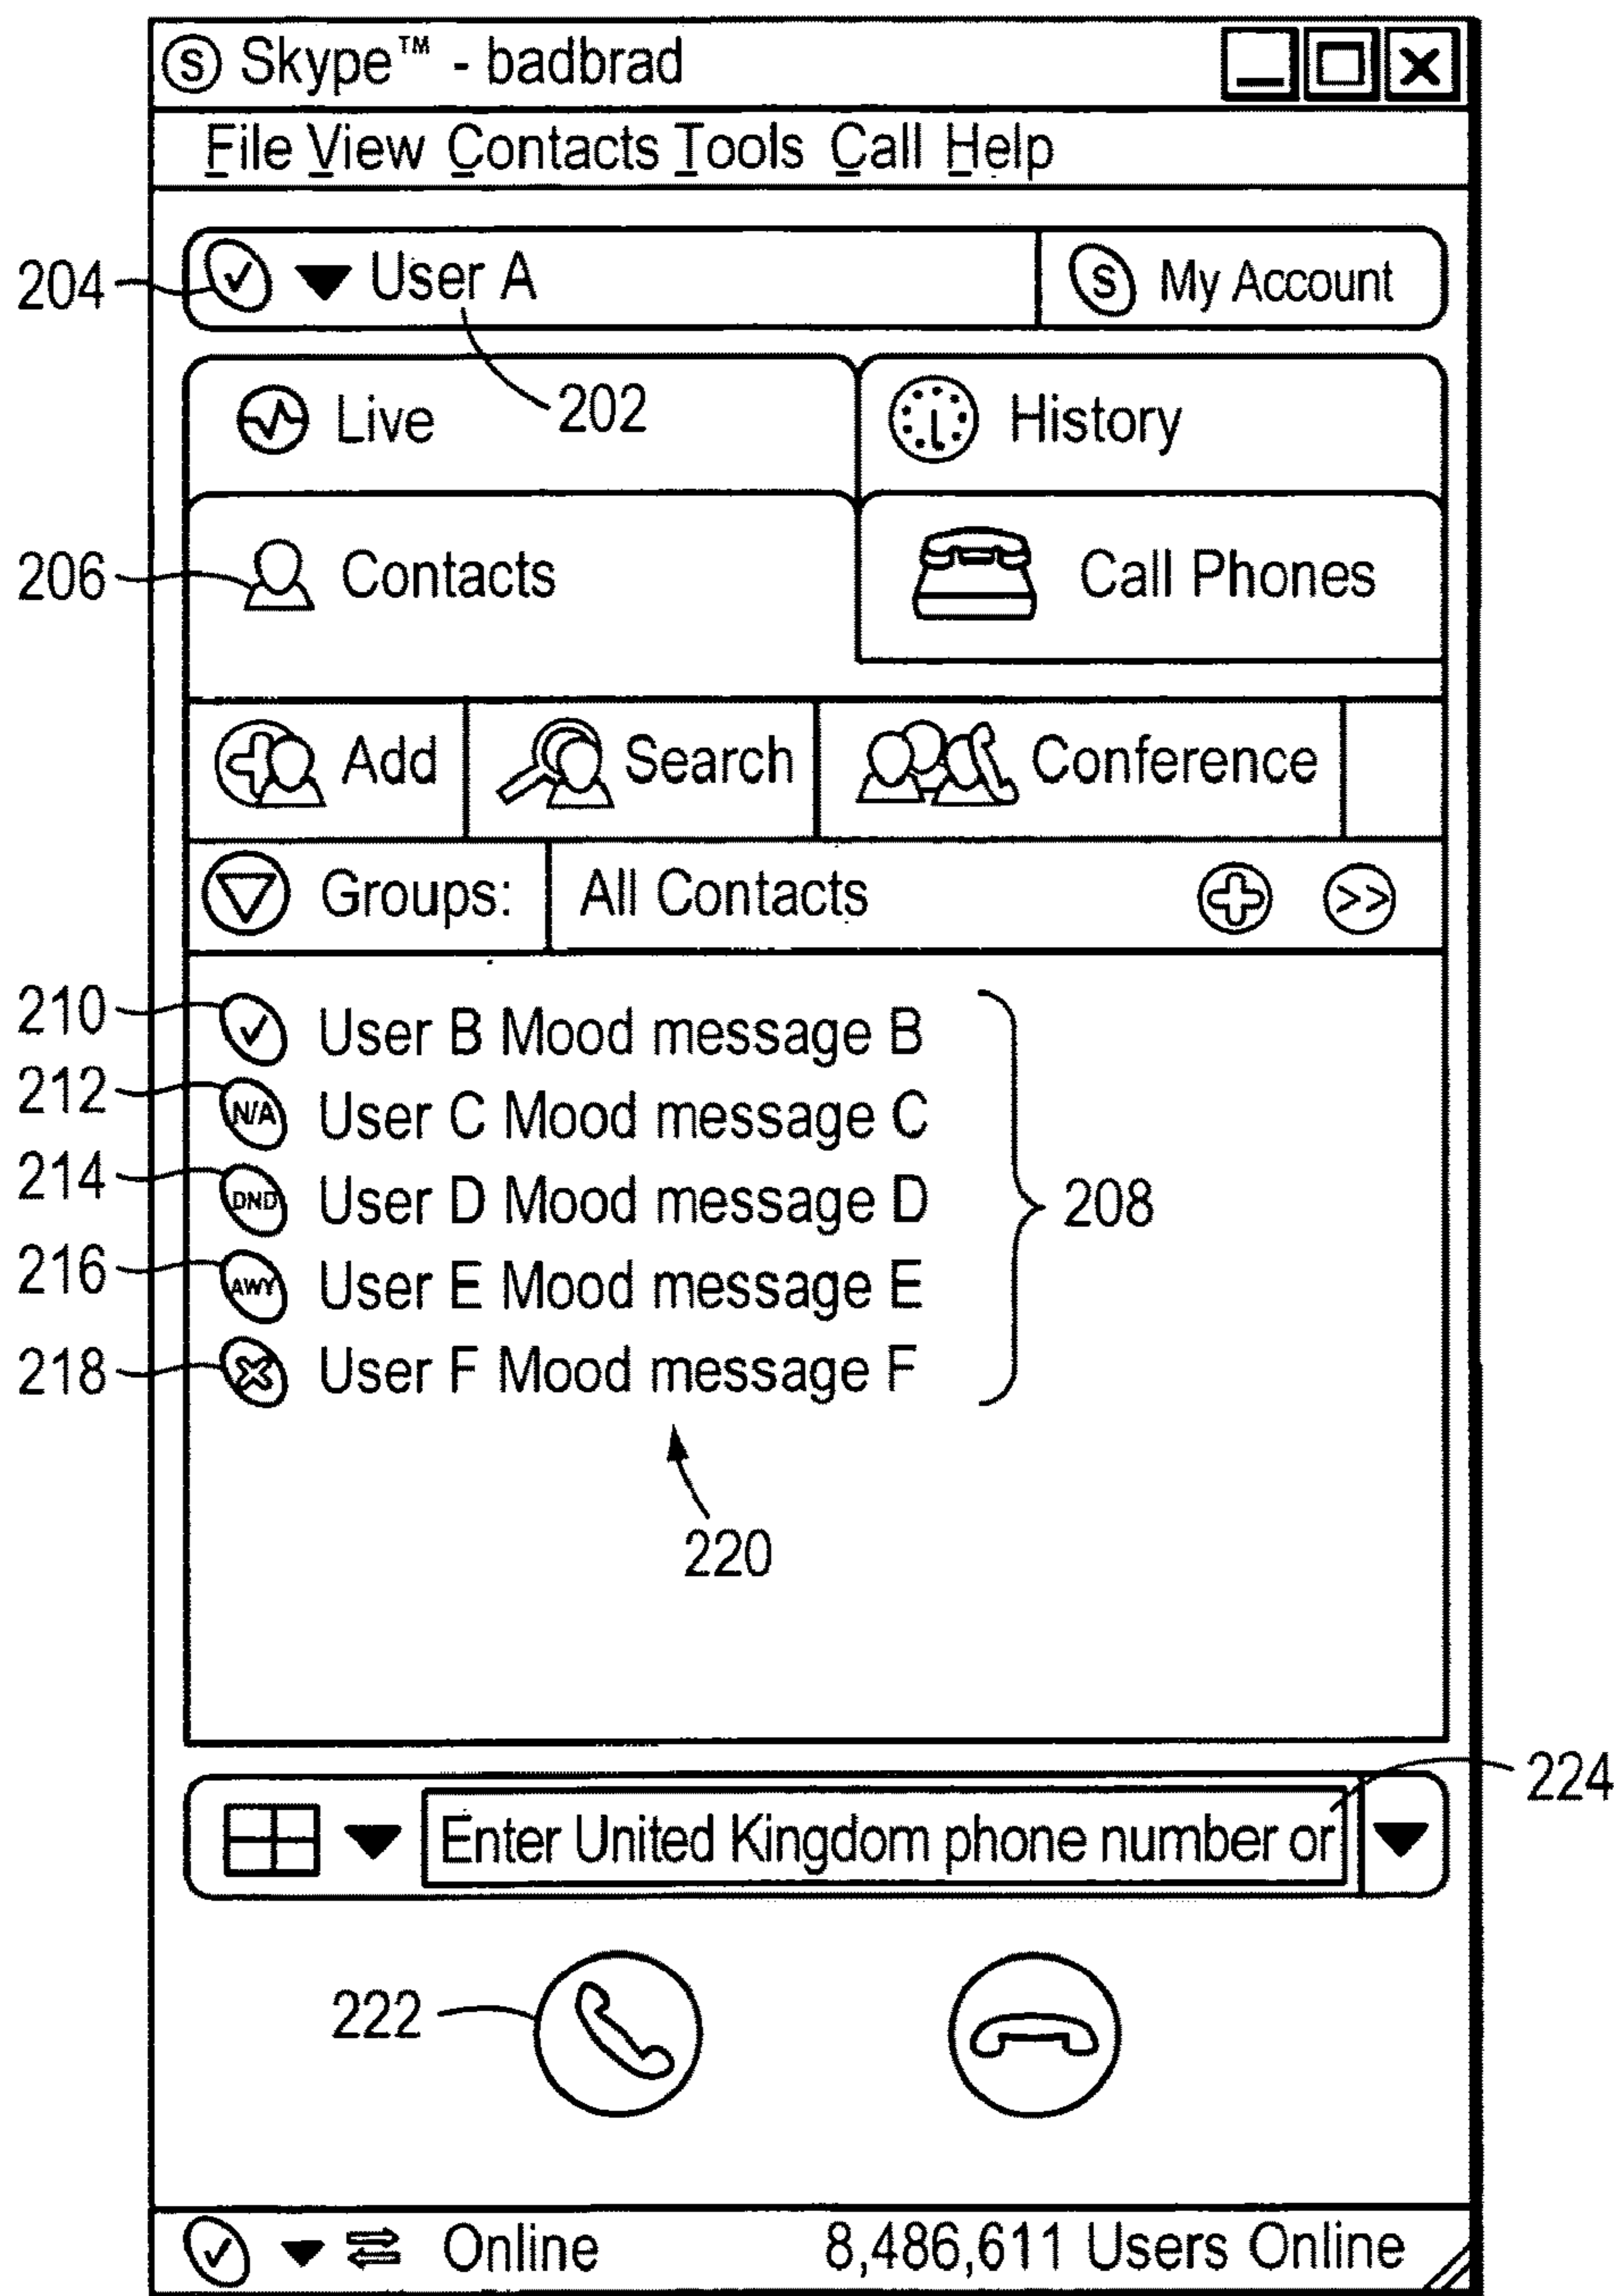 S Skype™ - badbrad
File View Contacts Tools Call Help
204 User A S My Account
Live 202 History
206 Contacts Call Phones
Add Search Conference
Groups: All Contacts >>
210 User B Mood message B
212 N/A User C Mood message C
214 DND User D Mood message D 208
216 AWY User E Mood message E
218 User F Mood message F
220
224
Enter United Kingdom phone number or
222
Online 8,486,611 Users Online